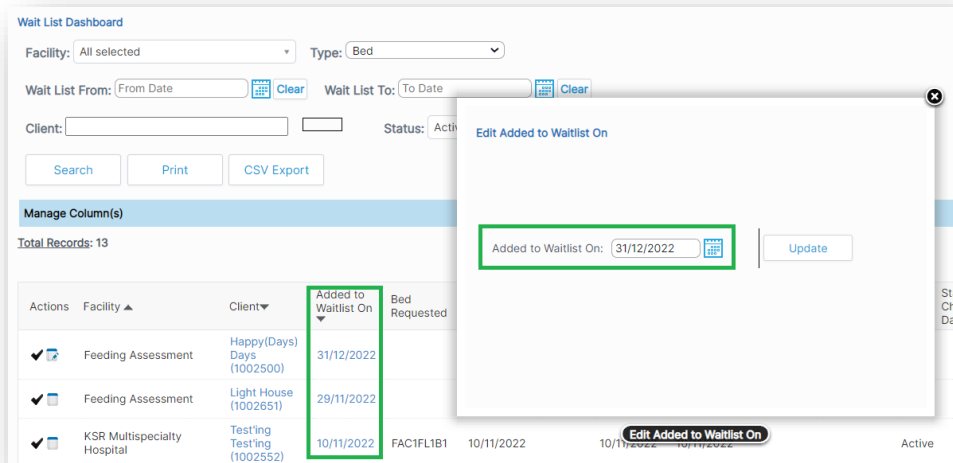 Wait List Dashboard
Facility: All selected Type: Bed
Wait List From: From Date Clear Wait List To: To Date Clear
Client: Status:
Edit Added to Waitlist On
Search Print CSV Export
Manage Column(s)
Total Records: 13
Added to Waitlist On: 31/12/2022 Update
Actions Facility Client Added to Waitlist On Bed Requested
Feeding Assessment Happy(Days) Days (1002500) 31/12/2022
Feeding Assessment Light House (1002651) 29/11/2022
KSR Multispecialty Hospital Test'ing Test'ing (1002552) 10/11/2022 FAC1FL1B1 10/11/2022 Active
Edit Added to Waitlist On